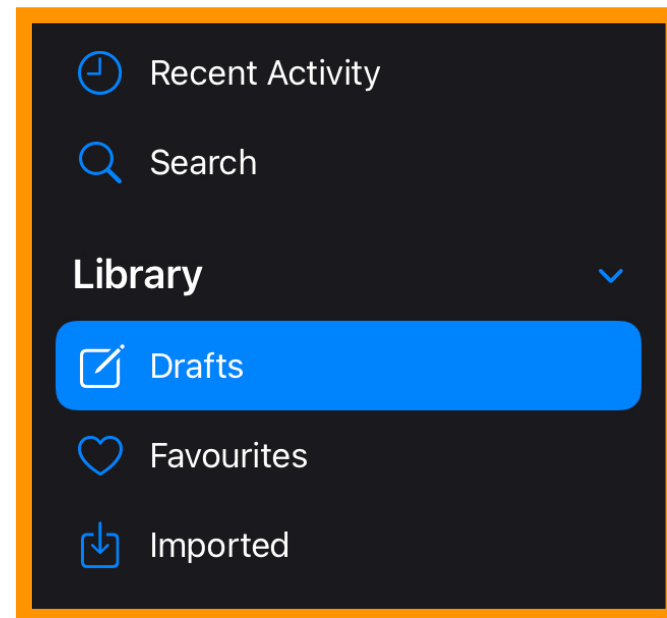 Recent Activity
Search
Library
Drafts
Favourites
Imported